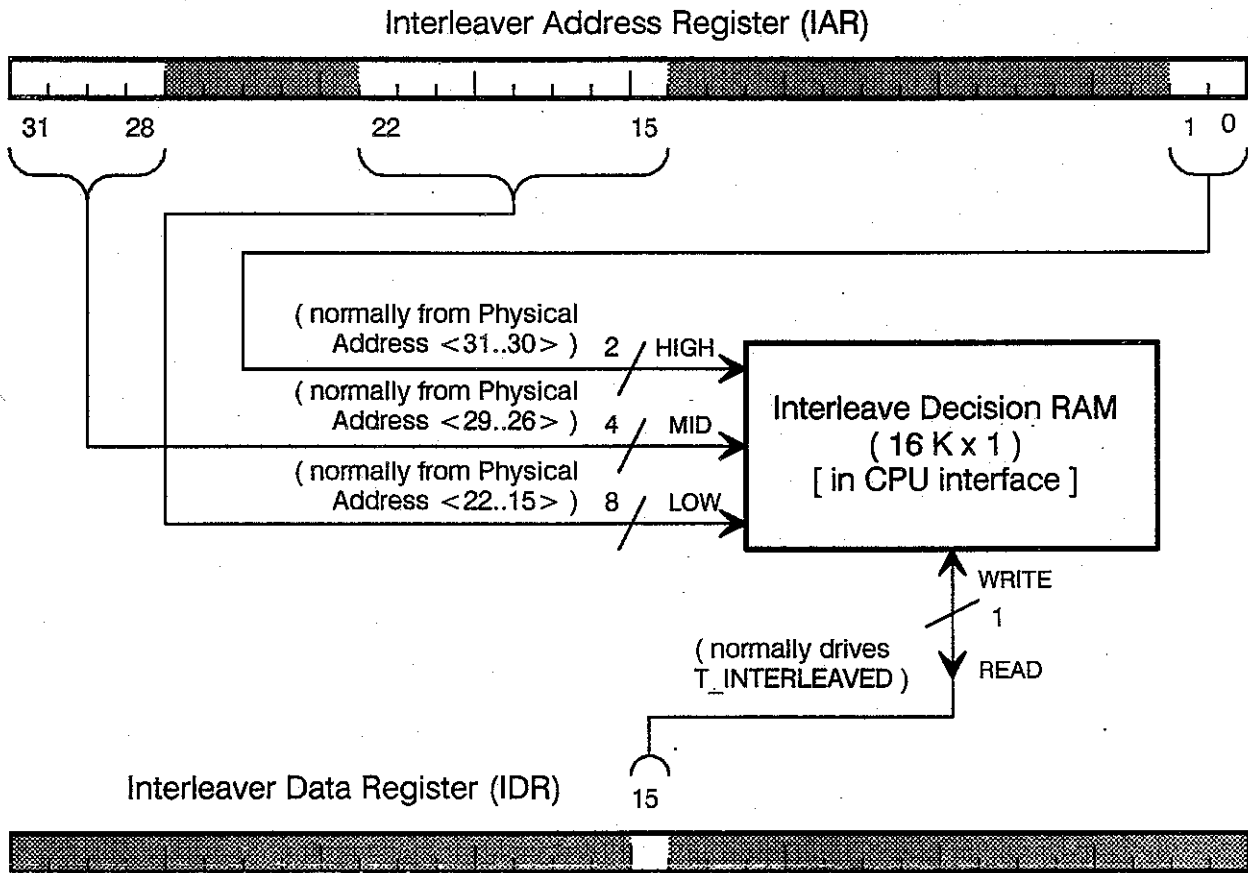 Interleaver Address Register (IAR)
31 28 22 15 1 0
( normally from Physical
Address <31..30> ) 2 HIGH
( normally from Physical
Address <29..26> ) 4 MID
( normally from Physical
Address <22..15> ) 8 LOW
Interleave Decision RAM
( 16 K x 1 )
[ in CPU interface ]
WRITE
1
( normally drives
T_INTERLEAVED )
READ
Interleaver Data Register (IDR)
15